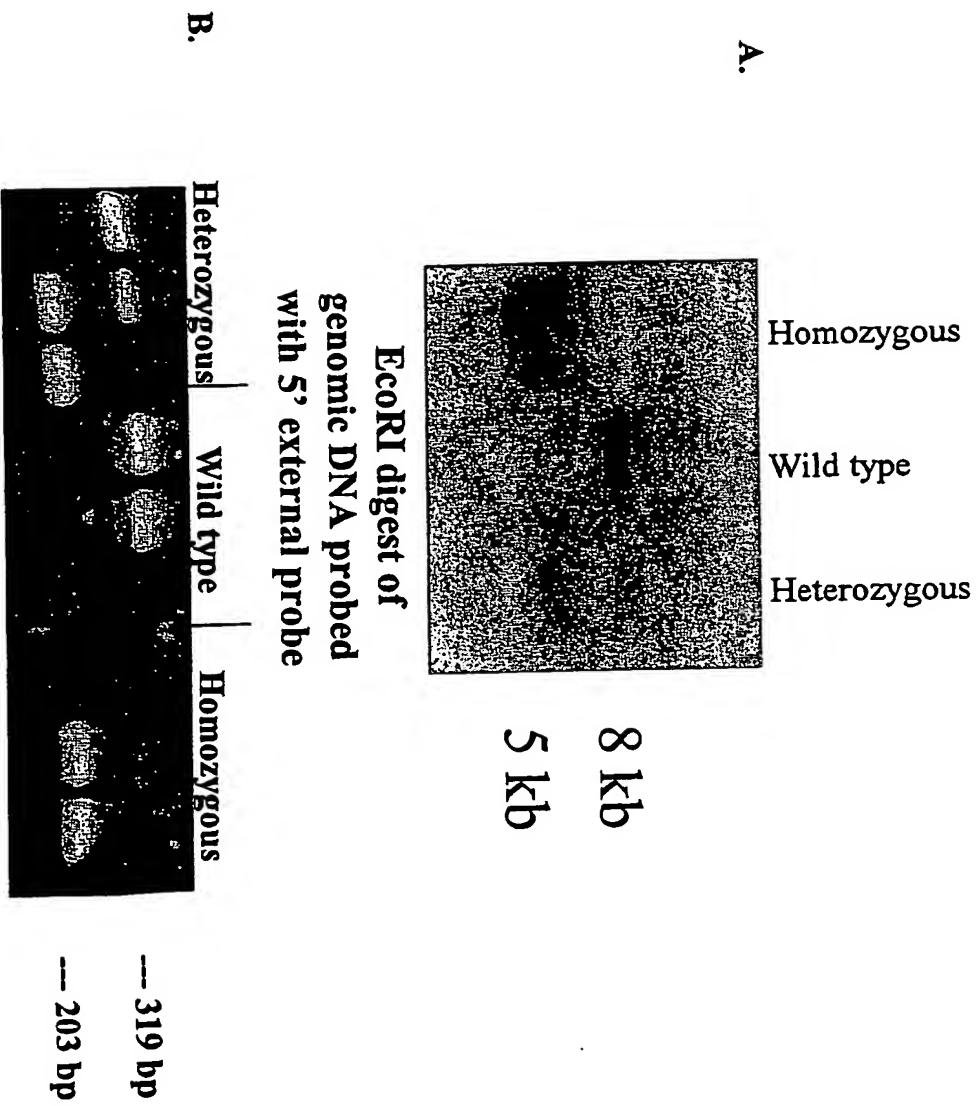 A.
Homozygous
Wild type
Heterozygous
8 kb
5 kb
EcoRI digest of
genomic DNA probed
with 5' external probe
B.
Heterozygous
Wild type
Homozygous
--- 319 bp
--- 203 bp